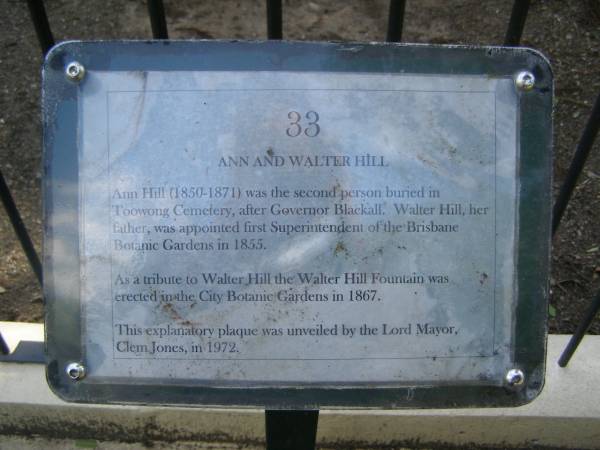 33
ANN AND WALTER HILL
Ann Hill (1850-1871) was the second person buried in
Toowong Cemetery, after Governor Blackall. Walter Hill, her
father, was appointed first Superintendent of the Brisbane
Botanic Gardens in 1855.
As a tribute to Walter Hill the Walter Hill Fountain was
erected in the City Botanic Gardens in 1867.
This explanatory plaque was unveiled by the Lord Mayor,
Clem Jones, in 1972.